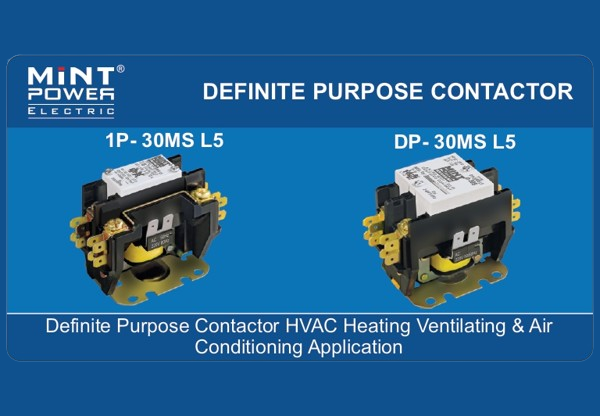 MiNT®
POWER
ELECTRIC
DEFINITE PURPOSE CONTACTOR
1P- 30MS L5
DP- 30MS L5
MiNT
Definite Purpose Contactor HVAC Heating Ventilating & Air
Conditioning Application